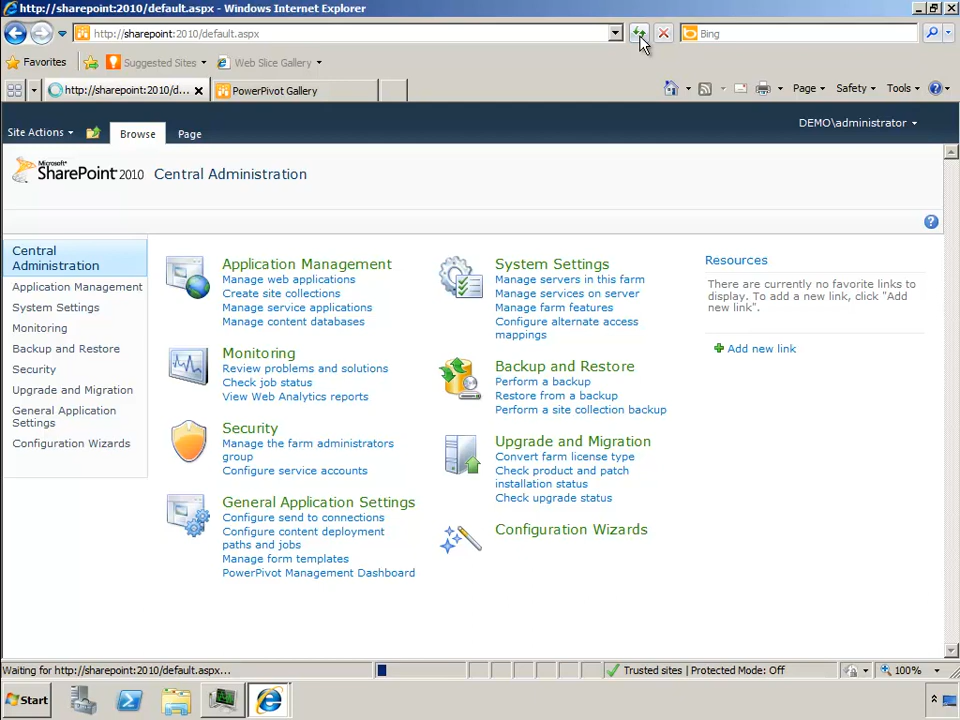 http://sharepoint:2010/default.aspx - Windows Internet Explorer
http://sharepoint:2010/default.aspx
Bing
Favorites
Suggested Sites
Web Slice Gallery
http://sharepoint:2010/d...
PowerPivot Gallery
Page
Safety
Tools
Site Actions
Browse
Page
DEMO\administrator
Microsoft
SharePoint 2010
Central Administration
Central
Administration
Application Management
System Settings
Monitoring
Backup and Restore
Security
Upgrade and Migration
General Application
Settings
Configuration Wizards
Application Management
Manage web applications
Create site collections
Manage service applications
Manage content databases
Monitoring
Review problems and solutions
Check job status
View Web Analytics reports
Security
Manage the farm administrators
group
Configure service accounts
General Application Settings
Configure send to connections
Configure content deployment
paths and jobs
Manage form templates
PowerPivot Management Dashboard
System Settings
Manage servers in this farm
Manage services on server
Manage farm features
Configure alternate access
mappings
Backup and Restore
Perform a backup
Restore from a backup
Perform a site collection backup
Upgrade and Migration
Convert farm license type
Check product and patch
installation status
Check upgrade status
Configuration Wizards
Resources
There are currently no favorite links to
display. To add a new link, click "Add
new link".
Add new link
Waiting for http://sharepoint:2010/default.aspx...
Trusted sites | Protected Mode: Off
100%
Start